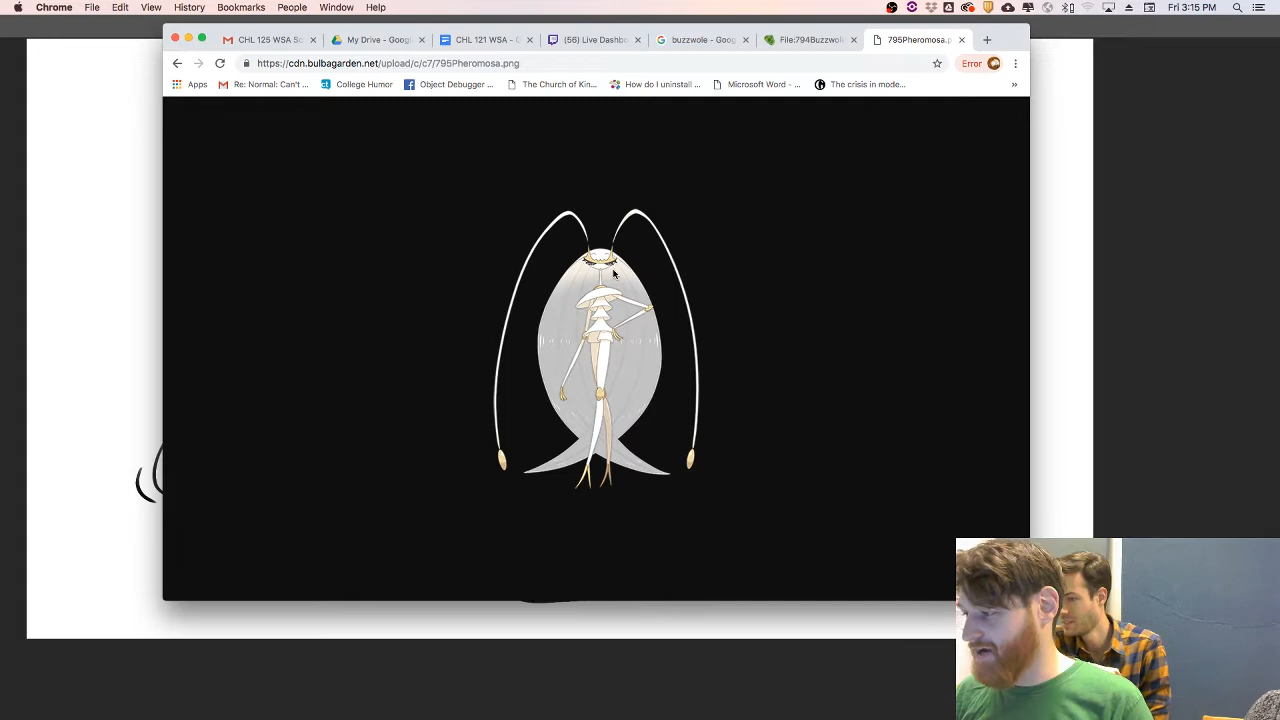 Chrome File Edit View History Bookmarks People Window Help Fri 3:15 PM
CHL 125 WSA So My Drive - Googl CHL 121 WSA - G (56) Live Dashbo buzzwole - Goog File:794Buzzwol 795Pheromosa.p
https://cdn.bulbagarden.net/upload/c/c7/795Pheromosa.png Error
Apps Re: Normal: Can't ... College Humor Object Debugger ... The Church of Kin... How do I uninstall ... Microsoft Word - ... The crisis in mode... »